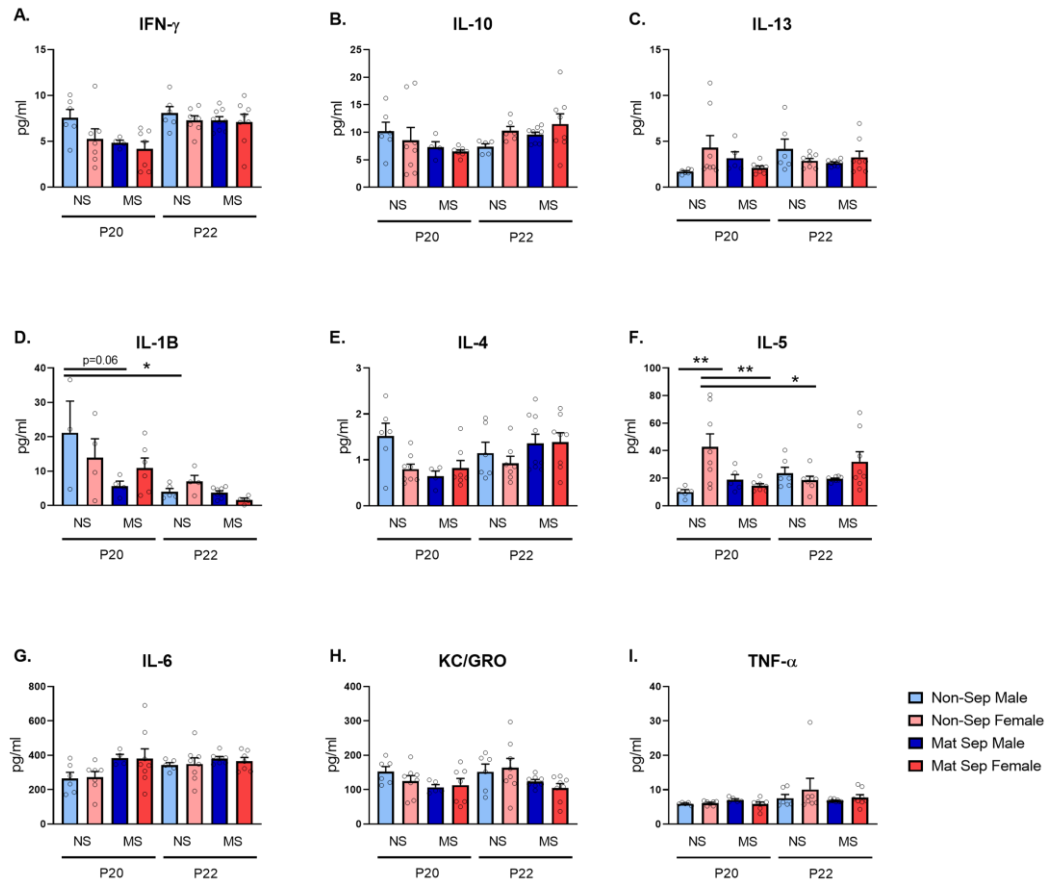 A. IFN-γ
15
10
5
0
pg/ml
NS MS NS MS
P20 P22
B. IL-10
25
20
15
10
5
0
pg/ml
NS MS NS MS
P20 P22
C. IL-13
15
10
5
0
pg/ml
NS MS NS MS
P20 P22
D. IL-1B
p=0.06
*
40
30
20
10
0
pg/ml
NS MS NS MS
P20 P22
E. IL-4
3
2
1
0
pg/ml
NS MS NS MS
P20 P22
F. IL-5
**
**
*
100
80
60
40
20
0
pg/ml
NS MS NS MS
P20 P22
G. IL-6
800
600
400
200
0
pg/ml
NS MS NS MS
P20 P22
H. KC/GRO
400
300
200
100
0
pg/ml
NS MS NS MS
P20 P22
I. TNF-α
40
30
20
10
0
pg/ml
NS MS NS MS
P20 P22
Non-Sep Male
Non-Sep Female
Mat Sep Male
Mat Sep Female